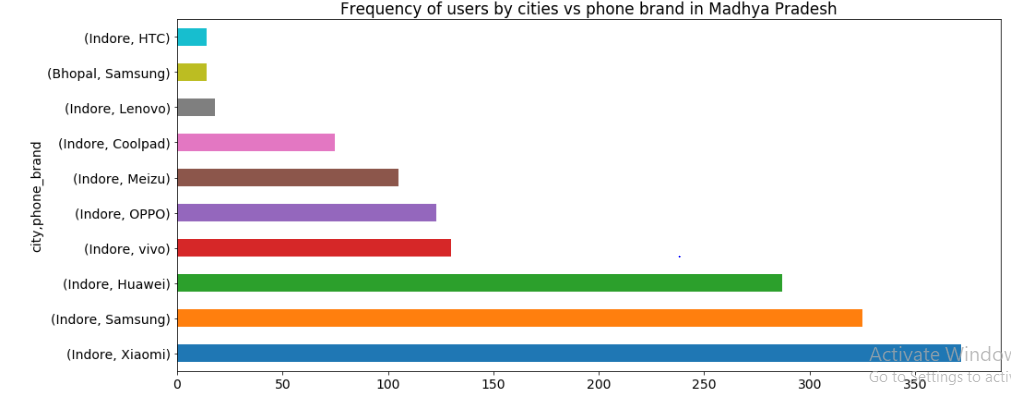 Frequency of users by cities vs phone brand in Madhya Pradesh
(Indore, HTC)
(Bhopal, Samsung)
(Indore, Lenovo)
(Indore, Coolpad)
(Indore, Meizu)
(Indore, OPPO)
(Indore, vivo)
(Indore, Huawei)
(Indore, Samsung)
(Indore, Xiaomi)
city,phone_brand
0 50 100 150 200 250 300 350
Activate Window
Go to Settings to activ